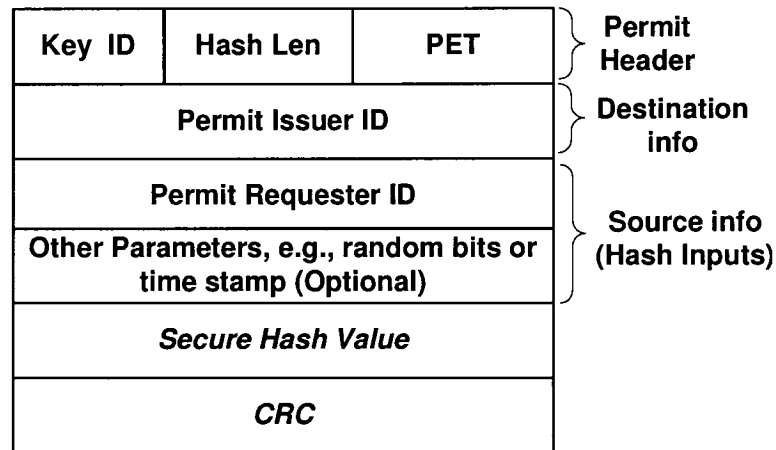 Key ID
Hash Len
PET
Permit
Header
Permit Issuer ID
Destination
info
Permit Requester ID
Other Parameters, e.g., random bits or
time stamp (Optional)
Source info
(Hash Inputs)
Secure Hash Value
CRC